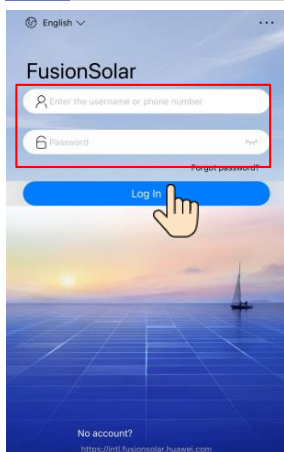 English
FusionSolar
Enter the username or phone number
Password
Forgot password?
Log In
No account?
https://intl.fusionsolar.huawei.com